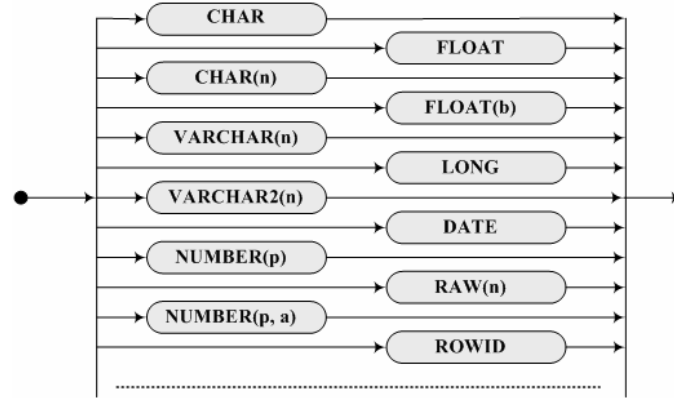 CHAR
FLOAT
CHAR(n)
FLOAT(b)
VARCHAR(n)
LONG
VARCHAR2(n)
DATE
NUMBER(p)
RAW(n)
NUMBER(p, a)
ROWID